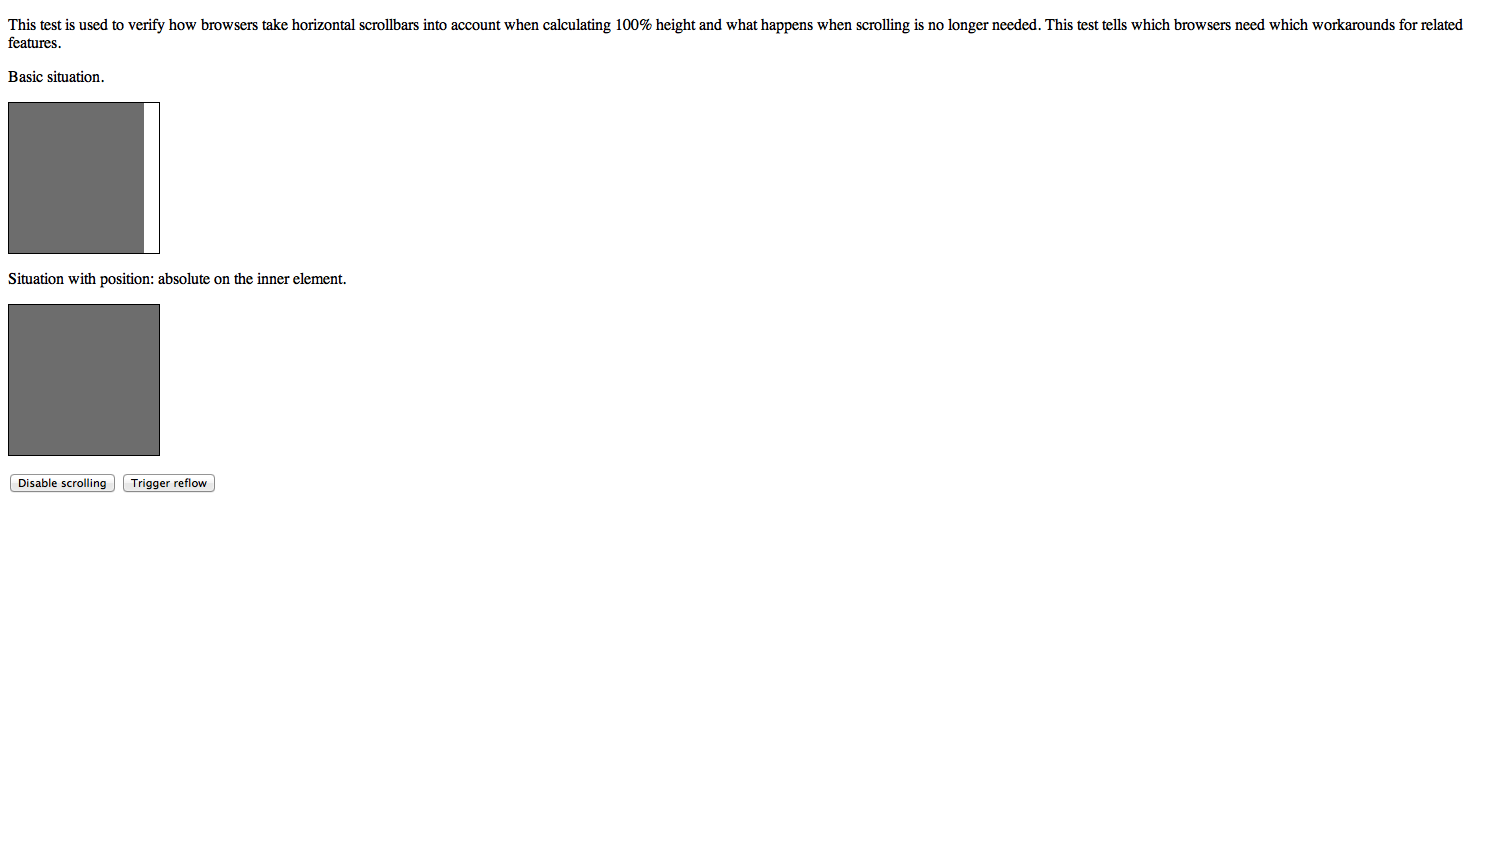 This test is used to verify how browsers take horizontal scrollbars into account when calculating 100% height and what happens when scrolling is no longer needed. This test tells which browsers need which workarounds for related
features.
Basic situation.
Situation with position: absolute on the inner element.
Disable scrolling Trigger reflow